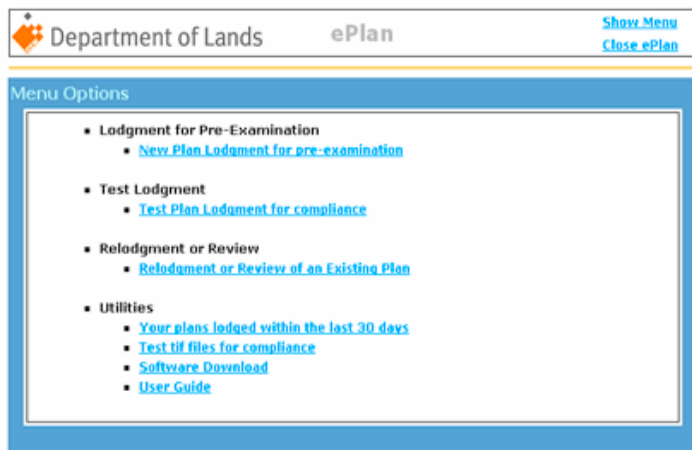 Department of Lands
ePlan
Show Menu
Close ePlan
Menu Options
Lodgment for Pre-Examination
New Plan Lodgment for pre-examination
Test Lodgment
Test Plan Lodgment for compliance
Relodgment or Review
Relodgment or Review of an Existing Plan
Utilities
Your plans lodged within the last 30 days
Test tif files for compliance
Software Download
User Guide